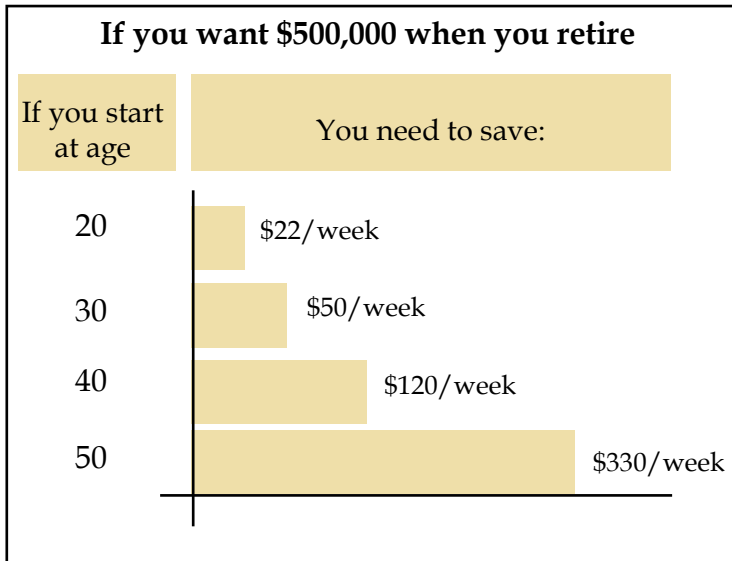 If you want $500,000 when you retire
If you start
at age
You need to save:
20
$22/week
30
$50/week
40
$120/week
50
$330/week